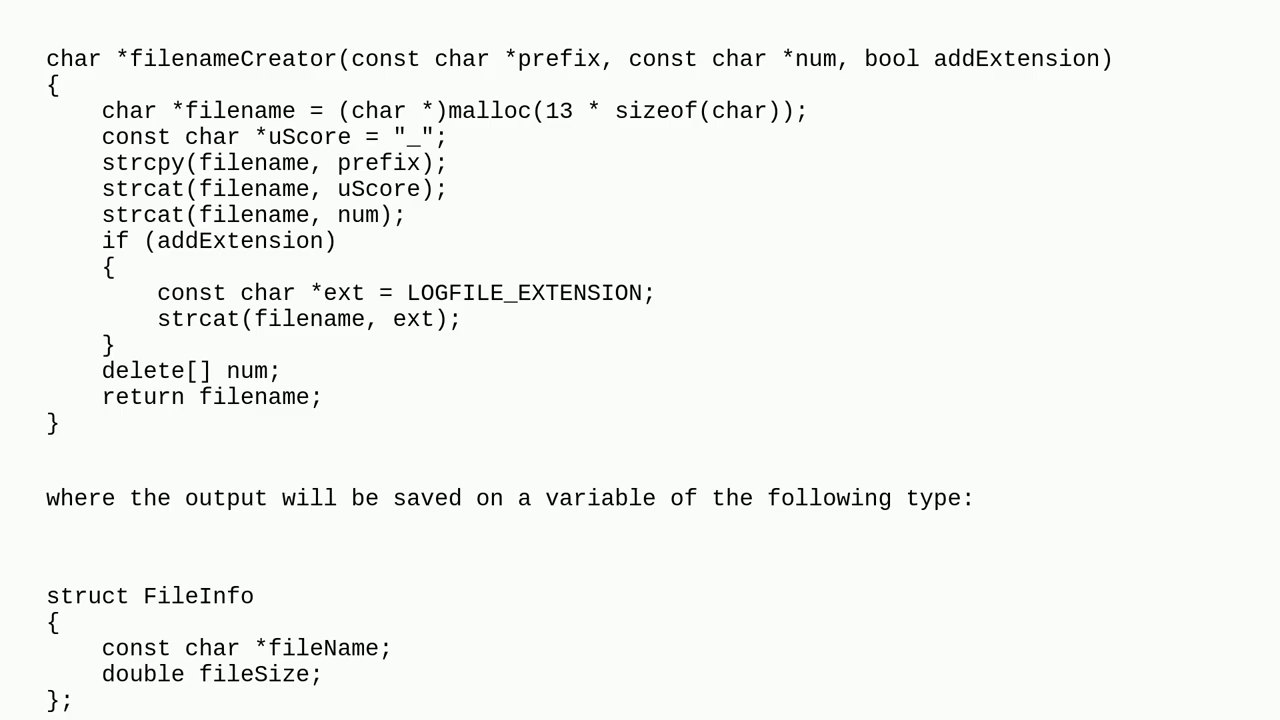 char *filenameCreator(const char *prefix, const char *num, bool addExtension)
{
    char *filename = (char *)malloc(13 * sizeof(char));
    const char *uScore = "_";
    strcpy(filename, prefix);
    strcat(filename, uScore);
    strcat(filename, num);
    if (addExtension)
    {
        const char *ext = LOGFILE_EXTENSION;
        strcat(filename, ext);
    }
    delete[] num;
    return filename;
}
where the output will be saved on a variable of the following type:
struct FileInfo
{
    const char *fileName;
    double fileSize;
};